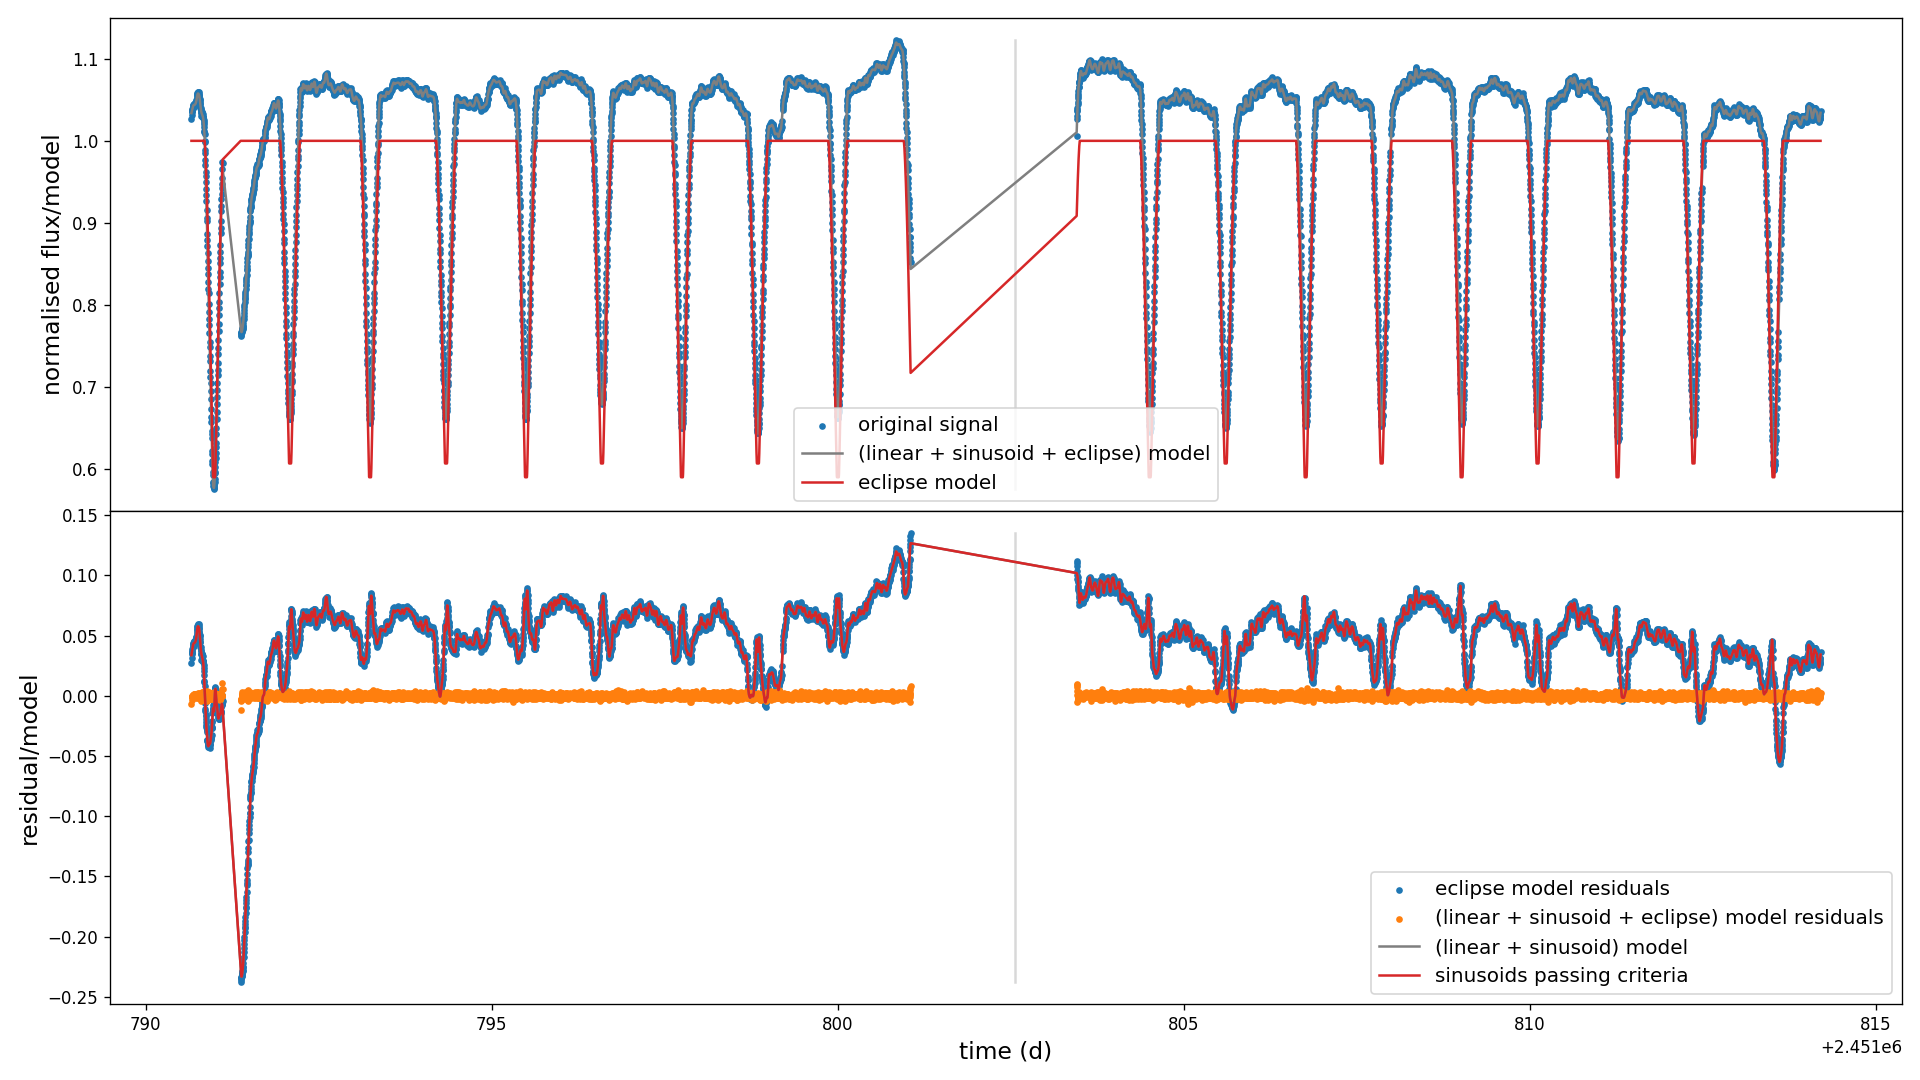 normalised flux/model
1.1
1.0
0.9
0.8
0.7
0.6
original signal
(linear + sinusoid + eclipse) model
eclipse model
residual/model
0.15
0.10
0.05
0.00
−0.05
−0.10
−0.15
−0.20
−0.25
eclipse model residuals
(linear + sinusoid + eclipse) model residuals
(linear + sinusoid) model
sinusoids passing criteria
790
795
800
805
810
815
time (d)
+2.451e6